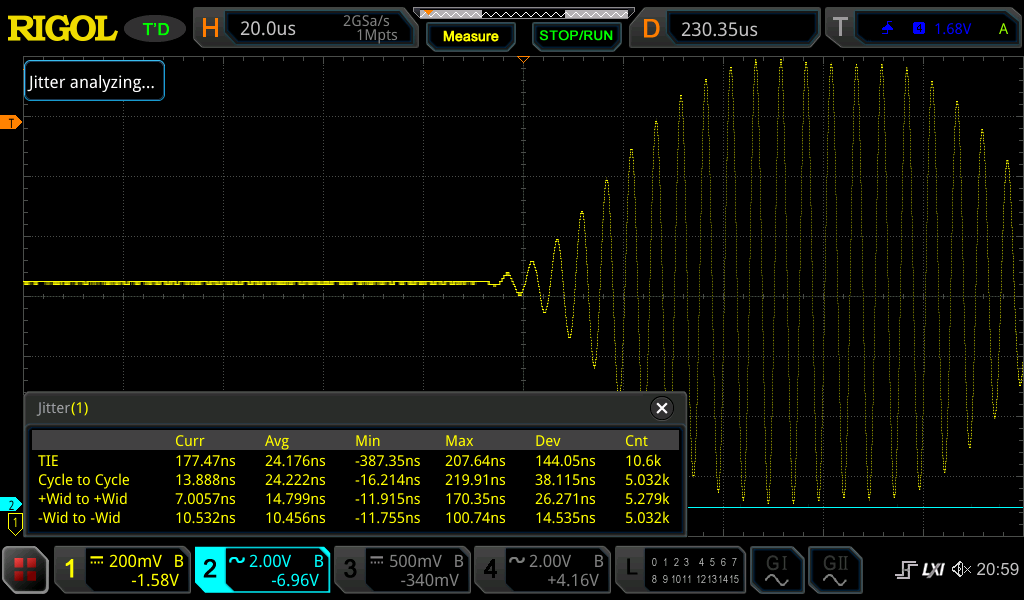 RIGOL T'D H 20.0us 2GSa/s 1Mpts Measure STOP/RUN D 230.35us T 1 1.68V A
Jitter analyzing...
T
Jitter(1)
Curr Avg Min Max Dev Cnt
TIE 177.47ns 24.176ns -387.35ns 207.64ns 144.05ns 10.6k
Cycle to Cycle 13.888ns 24.222ns -16.214ns 219.91ns 38.115ns 5.032k
+Wid to +Wid 7.0057ns 14.799ns -11.915ns 170.35ns 26.271ns 5.279k
-Wid to -Wid 10.532ns 10.456ns -11.755ns 100.74ns 14.535ns 5.032k
2
1
1 200mV B -1.58V
2 2.00V B -6.96V
3 500mV B -340mV
4 2.00V B +4.16V
L 0 1 2 3 4 5 6 7
8 9 10 11 12 13 14 15
GI GII LXI 20:59